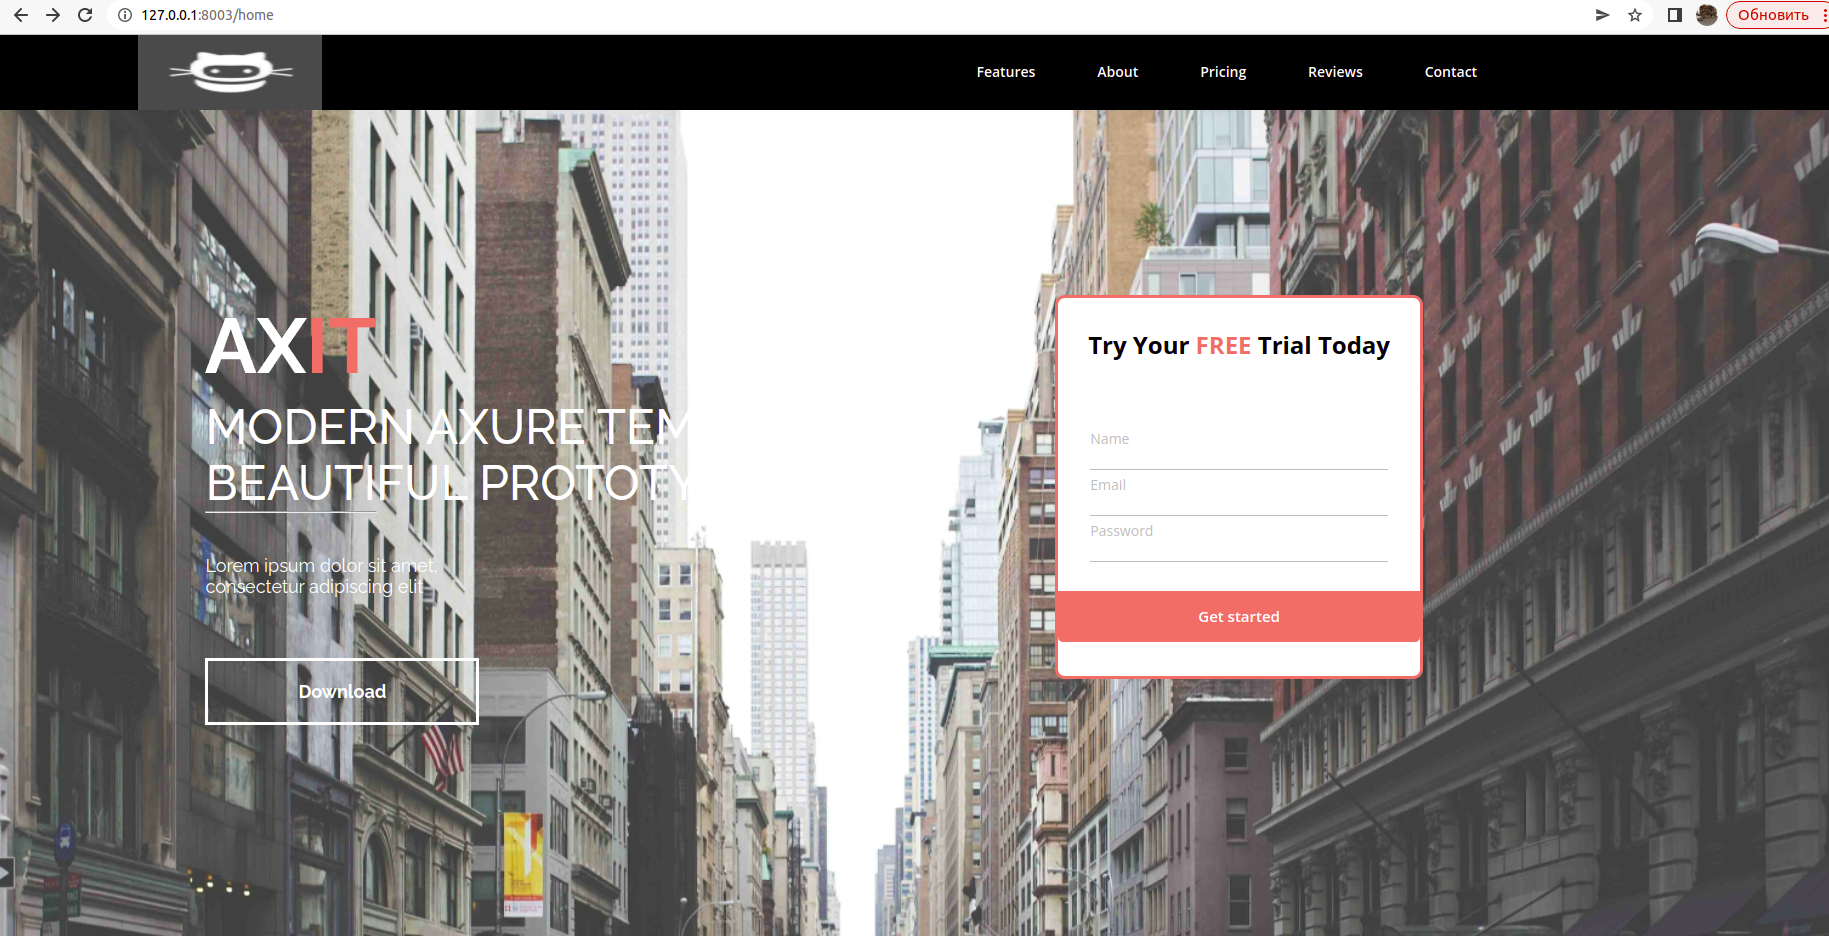 127.0.0.1:8003/home
Обновить
Features About Pricing Reviews Contact
AXIT
MODERN AXURE TEM
BEAUTIFUL PROTOTY
Lorem ipsum dolor sit amet,
consectetur adipiscing elit
Download
Try Your FREE Trial Today
Name
Email
Password
Get started